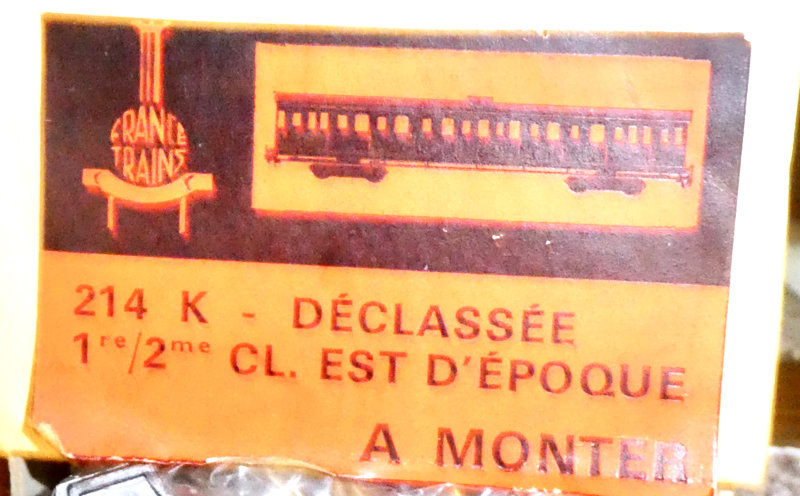 FRANCE
TRAINS
214 K - DÉCLASSÉE
1re/2me CL. EST D'ÉPOQUE
A MONTER